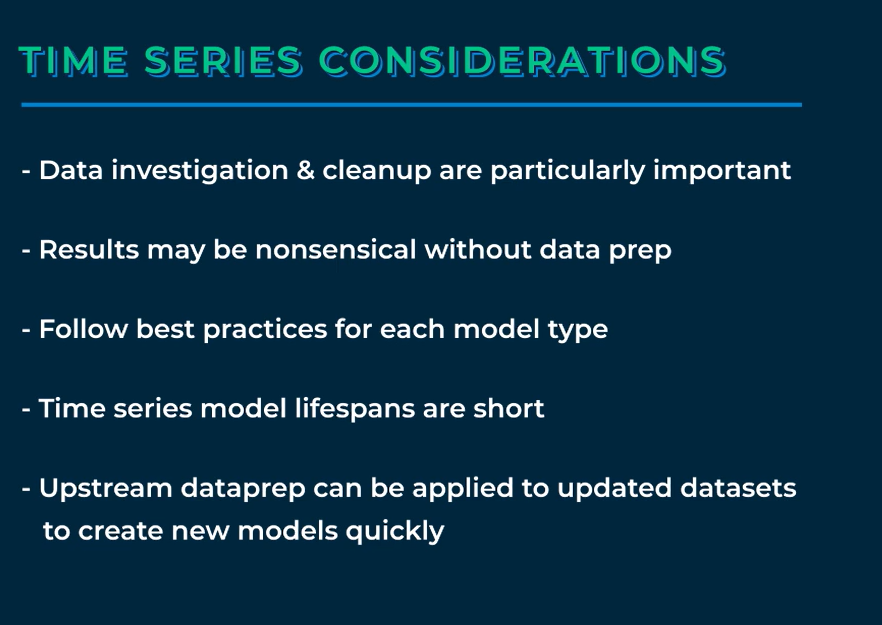 TIME SERIES CONSIDERATIONS
- Data investigation & cleanup are particularly important
- Results may be nonsensical without data prep
- Follow best practices for each model type
- Time series model lifespans are short
- Upstream dataprep can be applied to updated datasets
to create new models quickly